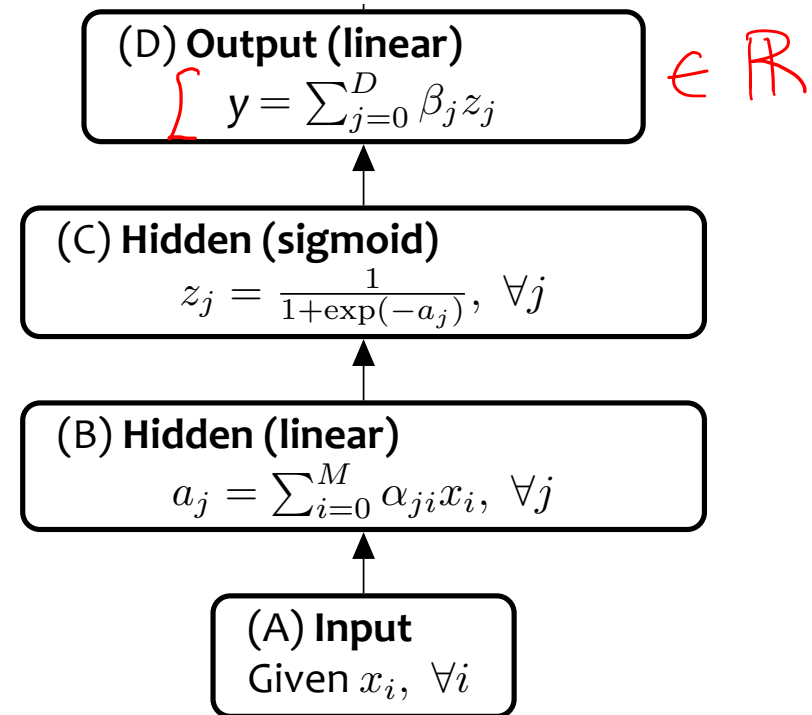 (D) Output (linear)
y = ∑_{j=0}^{D} β_j z_j ∈ ℝ
(C) Hidden (sigmoid)
z_j = \frac{1}{1+exp(−a_j)}, ∀j
(B) Hidden (linear)
a_j = ∑_{i=0}^{M} α_{ji} x_i, ∀j
(A) Input
Given x_i, ∀i